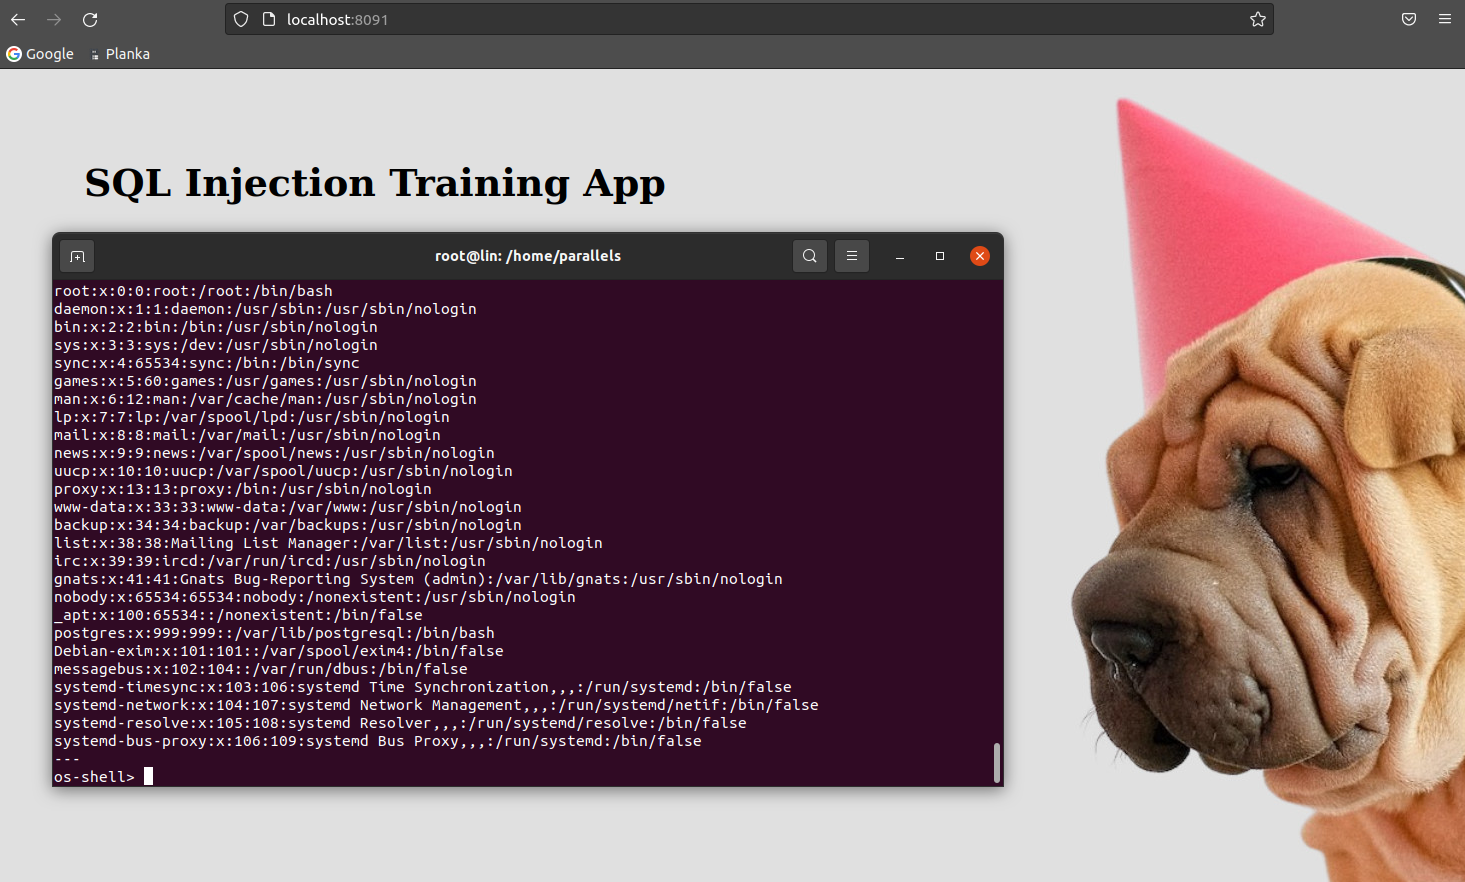 localhost:8091
Google Planka
SQL Injection Training App
root@lin: /home/parallels
root:x:0:0:root:/root:/bin/bash
daemon:x:1:1:daemon:/usr/sbin:/usr/sbin/nologin
bin:x:2:2:bin:/bin:/usr/sbin/nologin
sys:x:3:3:sys:/dev:/usr/sbin/nologin
sync:x:4:65534:sync:/bin:/bin/sync
games:x:5:60:games:/usr/games:/usr/sbin/nologin
man:x:6:12:man:/var/cache/man:/usr/sbin/nologin
lp:x:7:7:lp:/var/spool/lpd:/usr/sbin/nologin
mail:x:8:8:mail:/var/mail:/usr/sbin/nologin
news:x:9:9:news:/var/spool/news:/usr/sbin/nologin
uucp:x:10:10:uucp:/var/spool/uucp:/usr/sbin/nologin
proxy:x:13:13:proxy:/bin:/usr/sbin/nologin
www-data:x:33:33:www-data:/var/www:/usr/sbin/nologin
backup:x:34:34:backup:/var/backups:/usr/sbin/nologin
list:x:38:38:Mailing List Manager:/var/list:/usr/sbin/nologin
irc:x:39:39:ircd:/var/run/ircd:/usr/sbin/nologin
gnats:x:41:41:Gnats Bug-Reporting System (admin):/var/lib/gnats:/usr/sbin/nologin
nobody:x:65534:65534:nobody:/nonexistent:/usr/sbin/nologin
_apt:x:100:65534::/nonexistent:/bin/false
postgres:x:999:999::/var/lib/postgresql:/bin/bash
Debian-exim:x:101:101::/var/spool/exim4:/bin/false
messagebus:x:102:104::/var/run/dbus:/bin/false
systemd-timesync:x:103:106:systemd Time Synchronization,,,:/run/systemd:/bin/false
systemd-network:x:104:107:systemd Network Management,,,:/run/systemd/netif:/bin/false
systemd-resolve:x:105:108:systemd Resolver,,,:/run/systemd/resolve:/bin/false
systemd-bus-proxy:x:106:109:systemd Bus Proxy,,,:/run/systemd:/bin/false
---
os-shell>